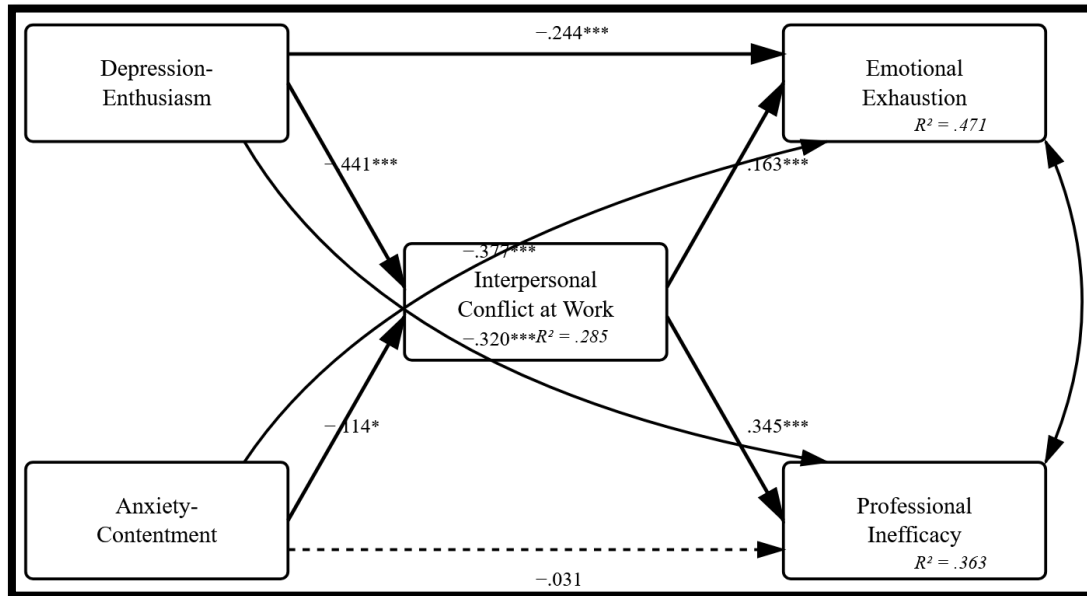 −.244***
Depression-
Enthusiasm
Emotional
Exhaustion
R² = .471
−.441***
.163***
−.377***
Interpersonal
Conflict at Work
−.320***
R² = .285
−.114*
.345***
Anxiety-
Contentment
Professional
Inefficacy
R² = .363
−.031